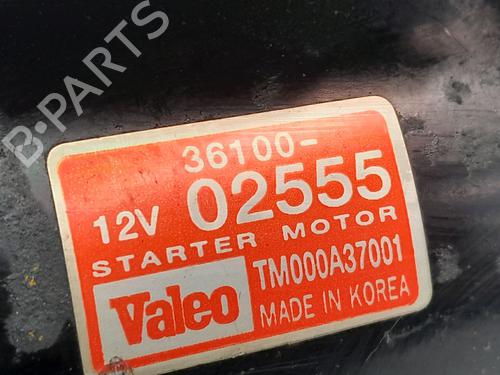 B-PARTS
36100-
12V 02555
STARTER MOTOR
Valeo TM000A37001
MADE IN KOREA